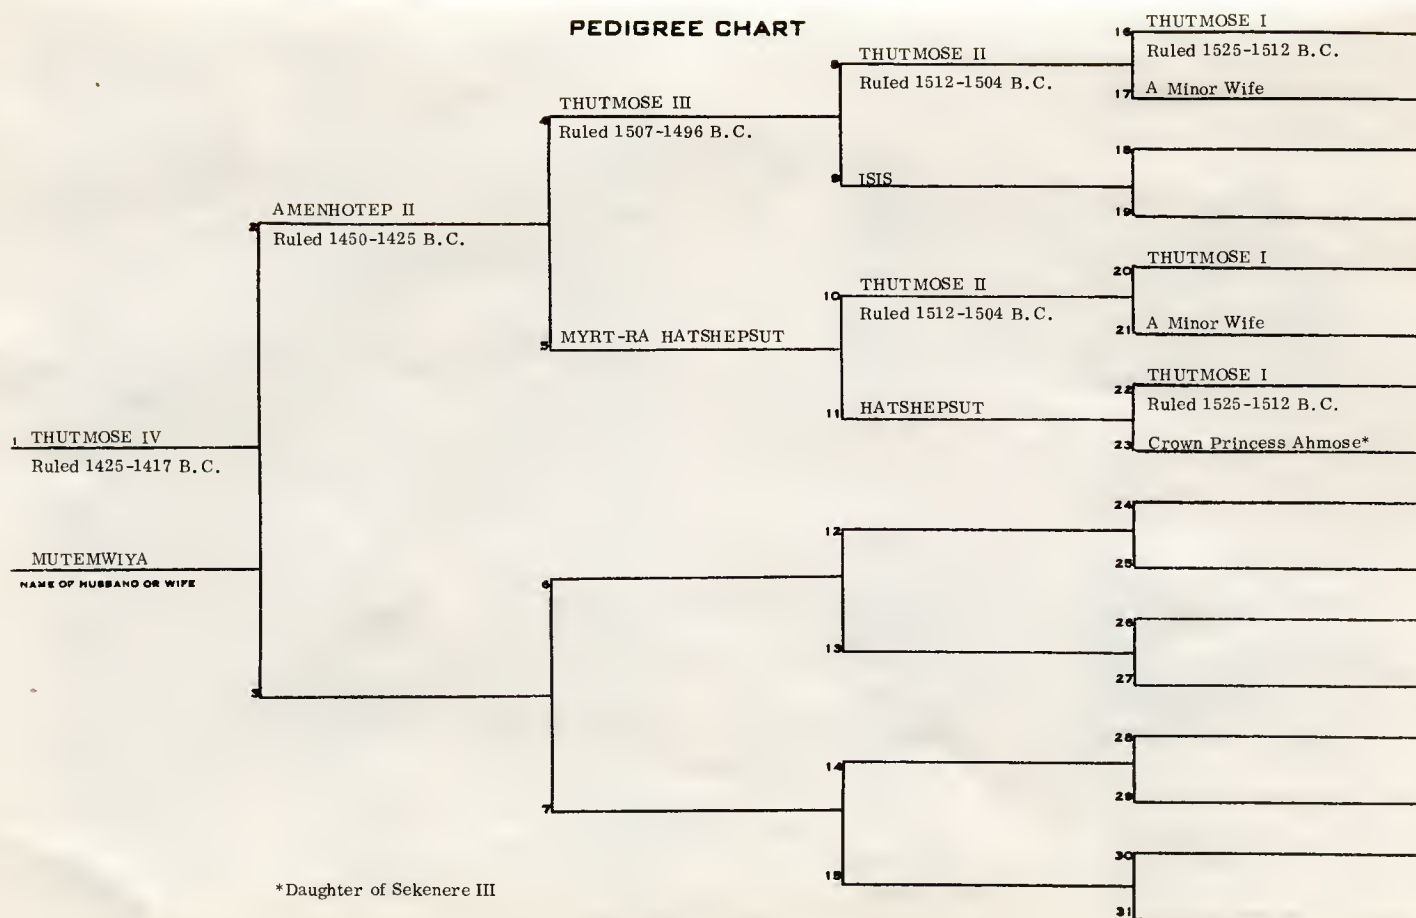 PEDIGREE CHART
1 THUTMOSE IV
Ruled 1425-1417 B.C.
MUTEMWIYA
NAME OF HUSBAND OR WIFE
2 AMENHOTEP II
Ruled 1450-1425 B.C.
3
4 THUTMOSE III
Ruled 1507-1496 B.C.
5 MYRT-RA HATSHEPSUT
6
7
8 THUTMOSE II
Ruled 1512-1504 B.C.
9 ISIS
10 THUTMOSE II
Ruled 1512-1504 B.C.
11 HATSHEPSUT
12
13
14
15
16 THUTMOSE I
Ruled 1525-1512 B.C.
17 A Minor Wife
18
19
20 THUTMOSE I
21 A Minor Wife
22 THUTMOSE I
Ruled 1525-1512 B.C.
23 Crown Princess Ahmose*
24
25
26
27
28
29
30
31
*Daughter of Sekenere III